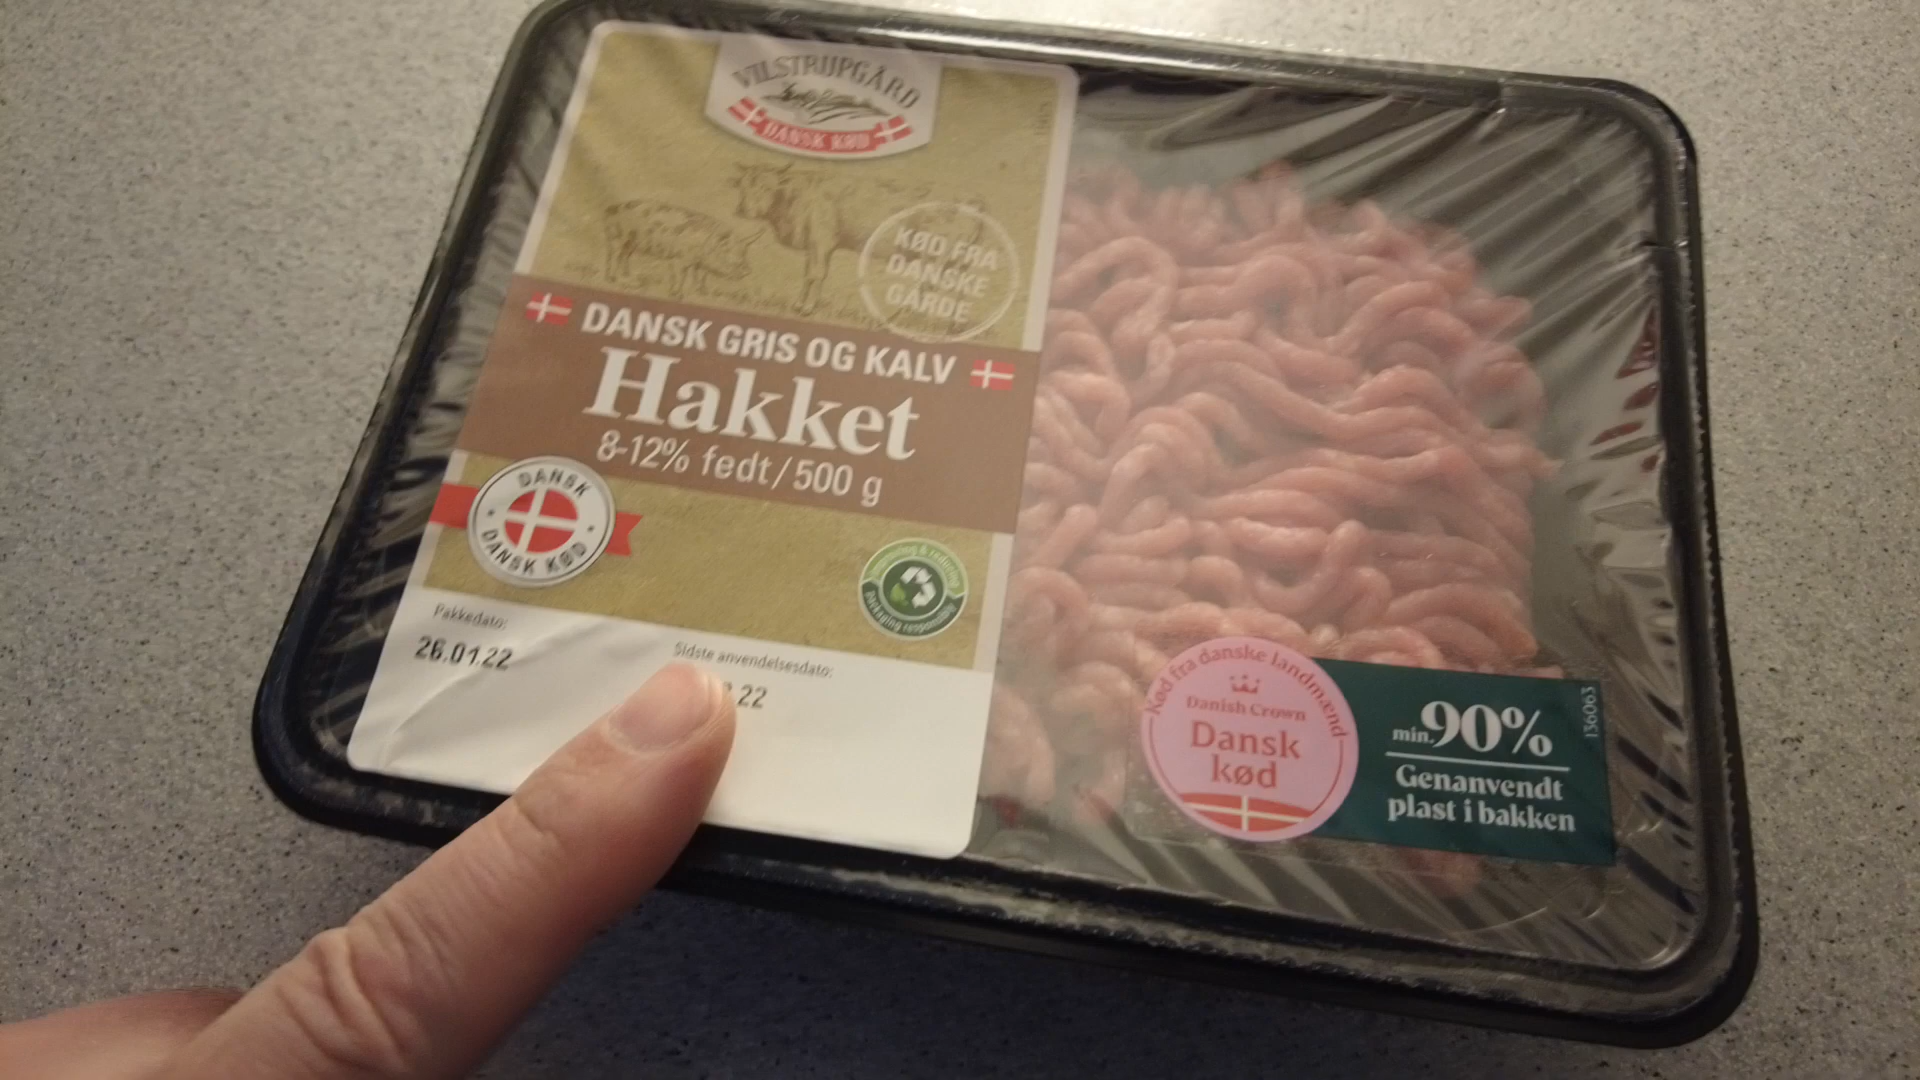 VILSTRUPGÅRD
DANSK KØD
KØD FRA
DANSKE
GÅRDE
DANSK GRIS OG KALV
Hakket
8-12% fedt/500 g
DANSK
DANSK KØD
packaging responsibly
Pakkedato:
26.01.22
Sidste anvendelsesdato:
.22
Kød fra danske landmænd
Danish Crown
Dansk
kød
min. 90%
Genanvendt
plast i bakken
136063